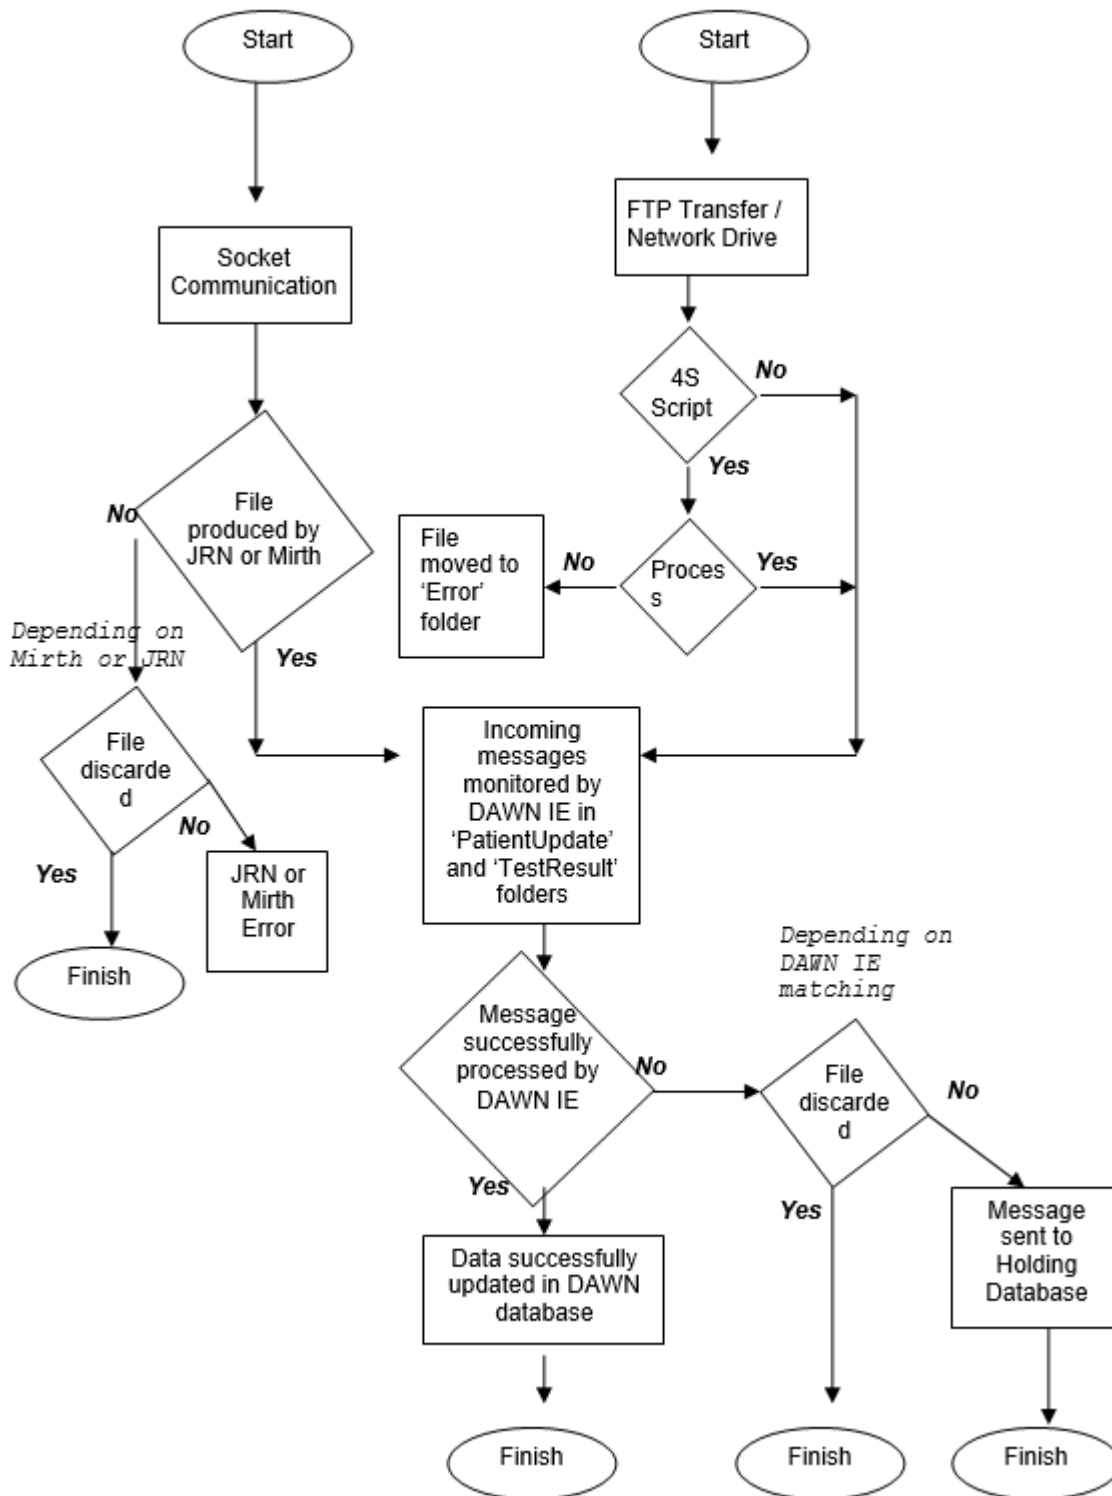 Start
Start
FTP Transfer /
Network Drive
Socket
Communication
4S
Script
No
Yes
File
produced by
JRN or Mirth
No
Yes
File
moved to
‘Error’
folder
No
Proces
s
Yes
Depending on
Mirth or JRN
File
discarde
d
No
Yes
JRN or
Mirth
Error
Finish
Incoming
messages
monitored by
DAWN IE in
‘PatientUpdate’
and ‘TestResult’
folders
Depending on
DAWN IE
matching
Message
successfully
processed by
DAWN IE
No
Yes
File
discarde
d
No
Yes
Message
sent to
Holding
Database
Data successfully
updated in DAWN
database
Finish
Finish
Finish